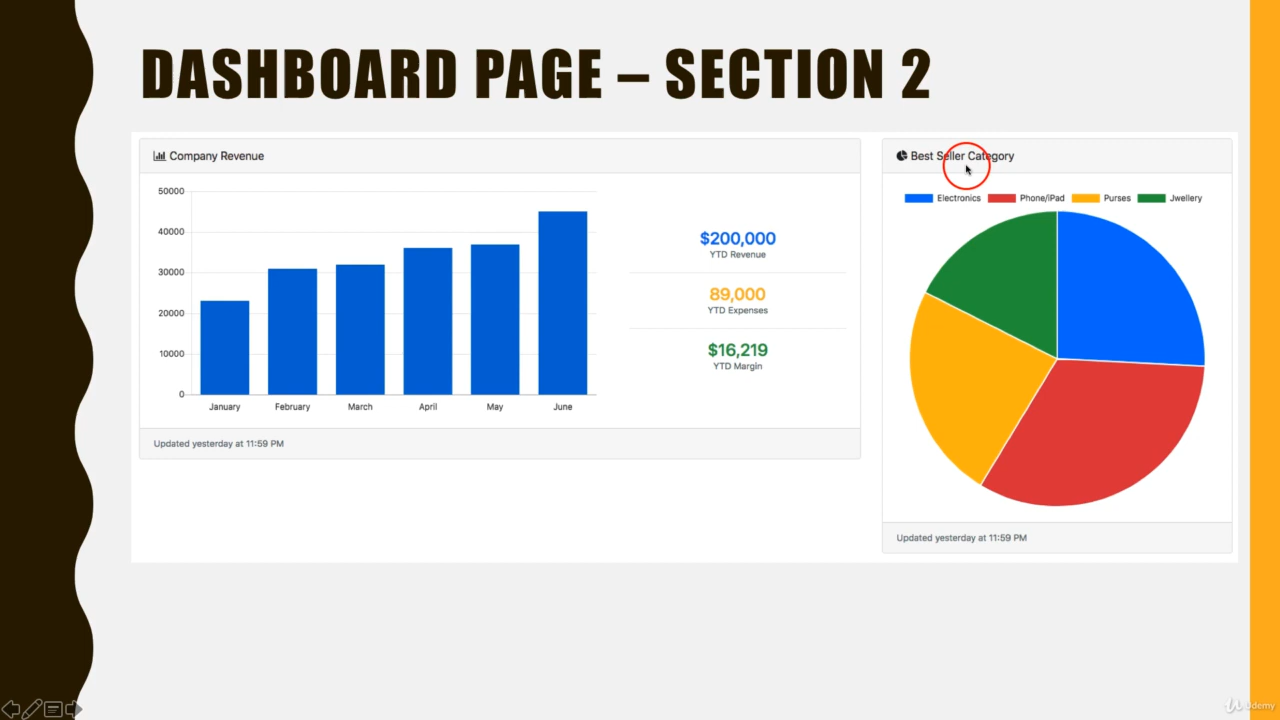 DASHBOARD PAGE – SECTION 2
Company Revenue
50000
40000
30000
20000
10000
0
January February March April May June
$200,000
YTD Revenue
89,000
YTD Expenses
$16,219
YTD Margin
Updated yesterday at 11:59 PM
Best Seller Category
Electronics Phone/iPad Purses Jwellery
Updated yesterday at 11:59 PM
Udemy